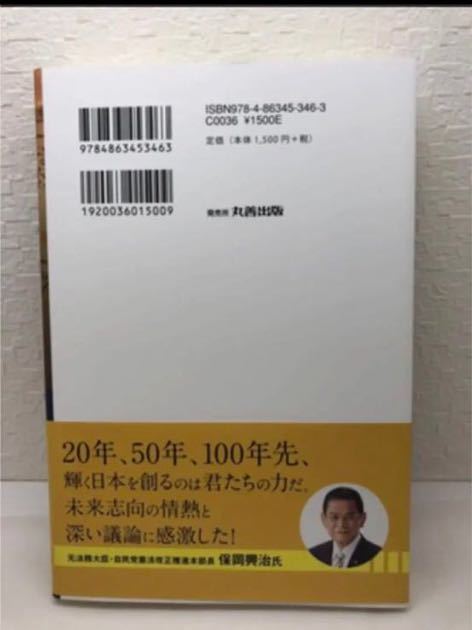 ISBN978-4-86345-346-3
C0036 ¥1500E
定価（本体1,500円＋税）
9784863453463
1920036015009
発売所 丸善出版
20年、50年、100年先、
輝く日本を創るのは君たちの力だ。
未来志向の情熱と
深い議論に感激した！
元法務大臣・自民党憲法改正推進本部長 保岡興治氏